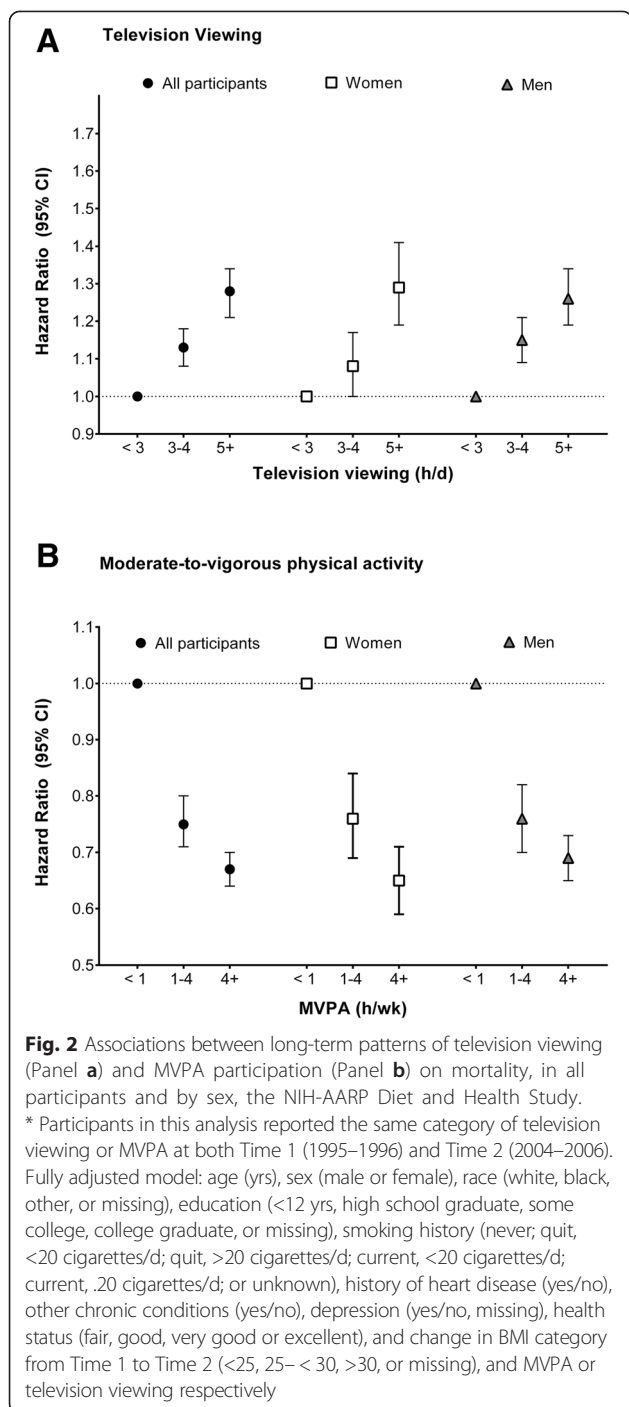 A Television Viewing
All participants Women Men
Hazard Ratio (95% CI)
1.7
1.6
1.5
1.4
1.3
1.2
1.1
1.0
0.9
< 3 3-4 5+ < 3 3-4 5+ < 3 3-4 5+
Television viewing (h/d)
B Moderate-to-vigorous physical activity
All participants Women Men
Hazard Ratio (95% CI)
1.1
1.0
0.9
0.8
0.7
0.6
0.5
< 1 1-4 4+ < 1 1-4 4+ < 1 1-4 4+
MVPA (h/wk)
Fig. 2 Associations between long-term patterns of television viewing
(Panel a) and MVPA participation (Panel b) on mortality, in all
participants and by sex, the NIH-AARP Diet and Health Study.
* Participants in this analysis reported the same category of television
viewing or MVPA at both Time 1 (1995–1996) and Time 2 (2004–2006).
Fully adjusted model: age (yrs), sex (male or female), race (white, black,
other, or missing), education (<12 yrs, high school graduate, some
college, college graduate, or missing), smoking history (never; quit,
<20 cigarettes/d; quit, >20 cigarettes/d; current, <20 cigarettes/d;
current, .20 cigarettes/d; or unknown), history of heart disease (yes/no),
other chronic conditions (yes/no), depression (yes/no, missing), health
status (fair, good, very good or excellent), and change in BMI category
from Time 1 to Time 2 (<25, 25– < 30, >30, or missing), and MVPA or
television viewing respectively